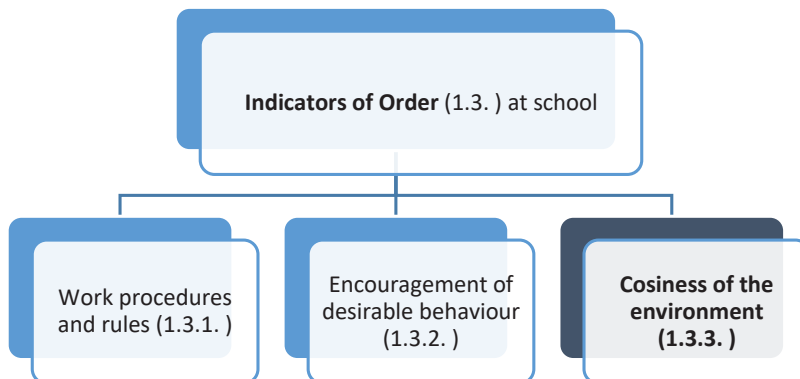 Indicators of Order (1.3. ) at school
Work procedures
and rules (1.3.1. )
Encouragement of
desirable behaviour
(1.3.2. )
Cosiness of the
environment
(1.3.3. )